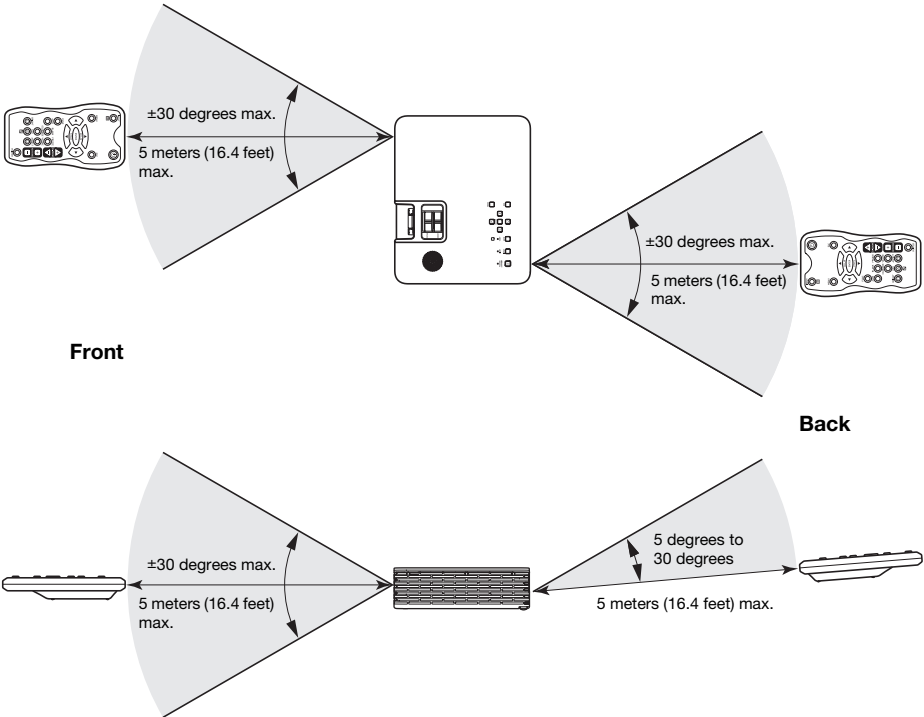 ±30 degrees max.
5 meters (16.4 feet)
max.
±30 degrees max.
5 meters (16.4 feet)
max.
Front
Back
±30 degrees max.
5 meters (16.4 feet)
max.
5 degrees to
30 degrees
5 meters (16.4 feet) max.